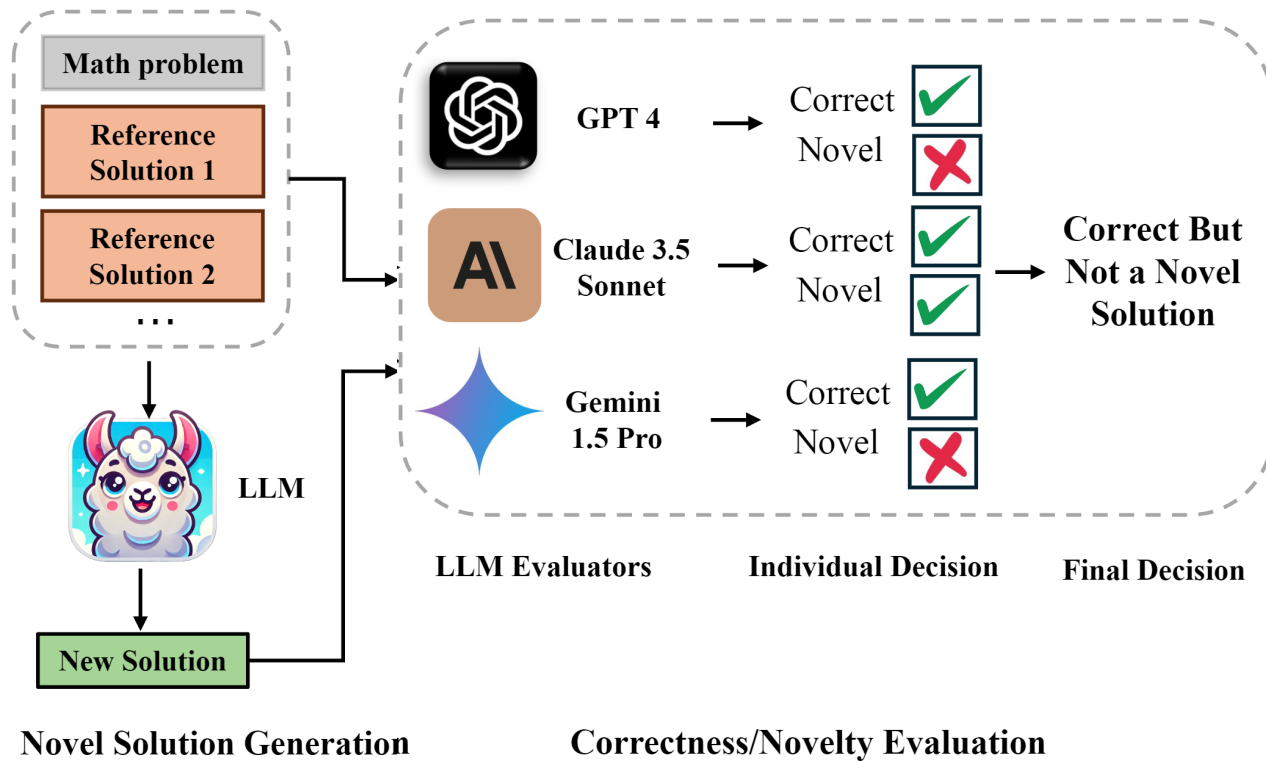 Math problem
Reference
Solution 1
Reference
Solution 2
...
LLM
New Solution
Novel Solution Generation
GPT 4
Correct
Novel
Claude 3.5
Sonnet
Correct
Novel
Gemini
1.5 Pro
Correct
Novel
Correct But
Not a Novel
Solution
LLM Evaluators
Individual Decision
Final Decision
Correctness/Novelty Evaluation